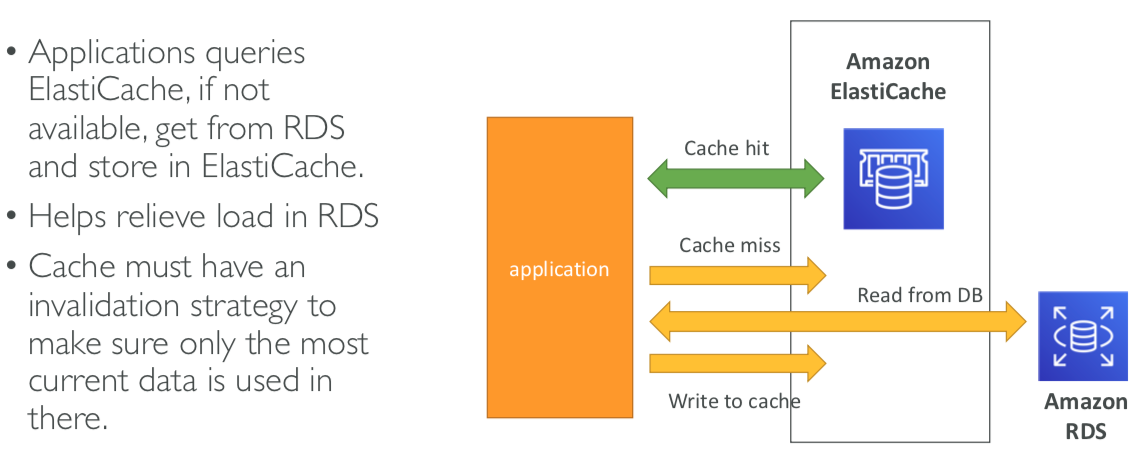 • Applications queries
ElastiCache, if not
available, get from RDS
and store in ElastiCache.
• Helps relieve load in RDS
• Cache must have an
invalidation strategy to
make sure only the most
current data is used in
there.
application
Amazon
ElastiCache
Cache hit
Cache miss
Read from DB
Write to cache
Amazon
RDS